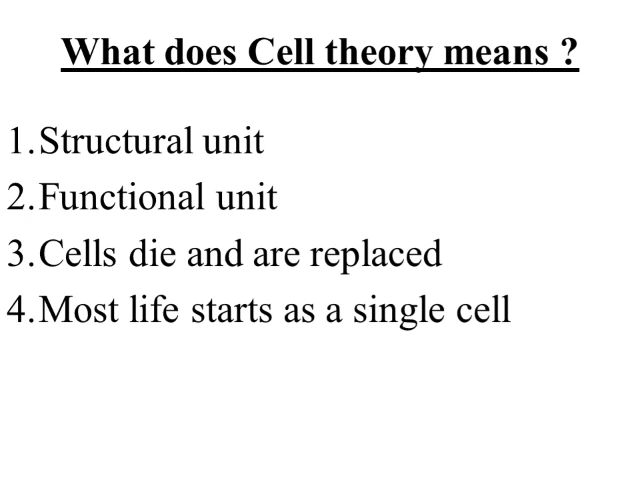 What does Cell theory means ?
1.Structural unit
2.Functional unit
3.Cells die and are replaced
4.Most life starts as a single cell